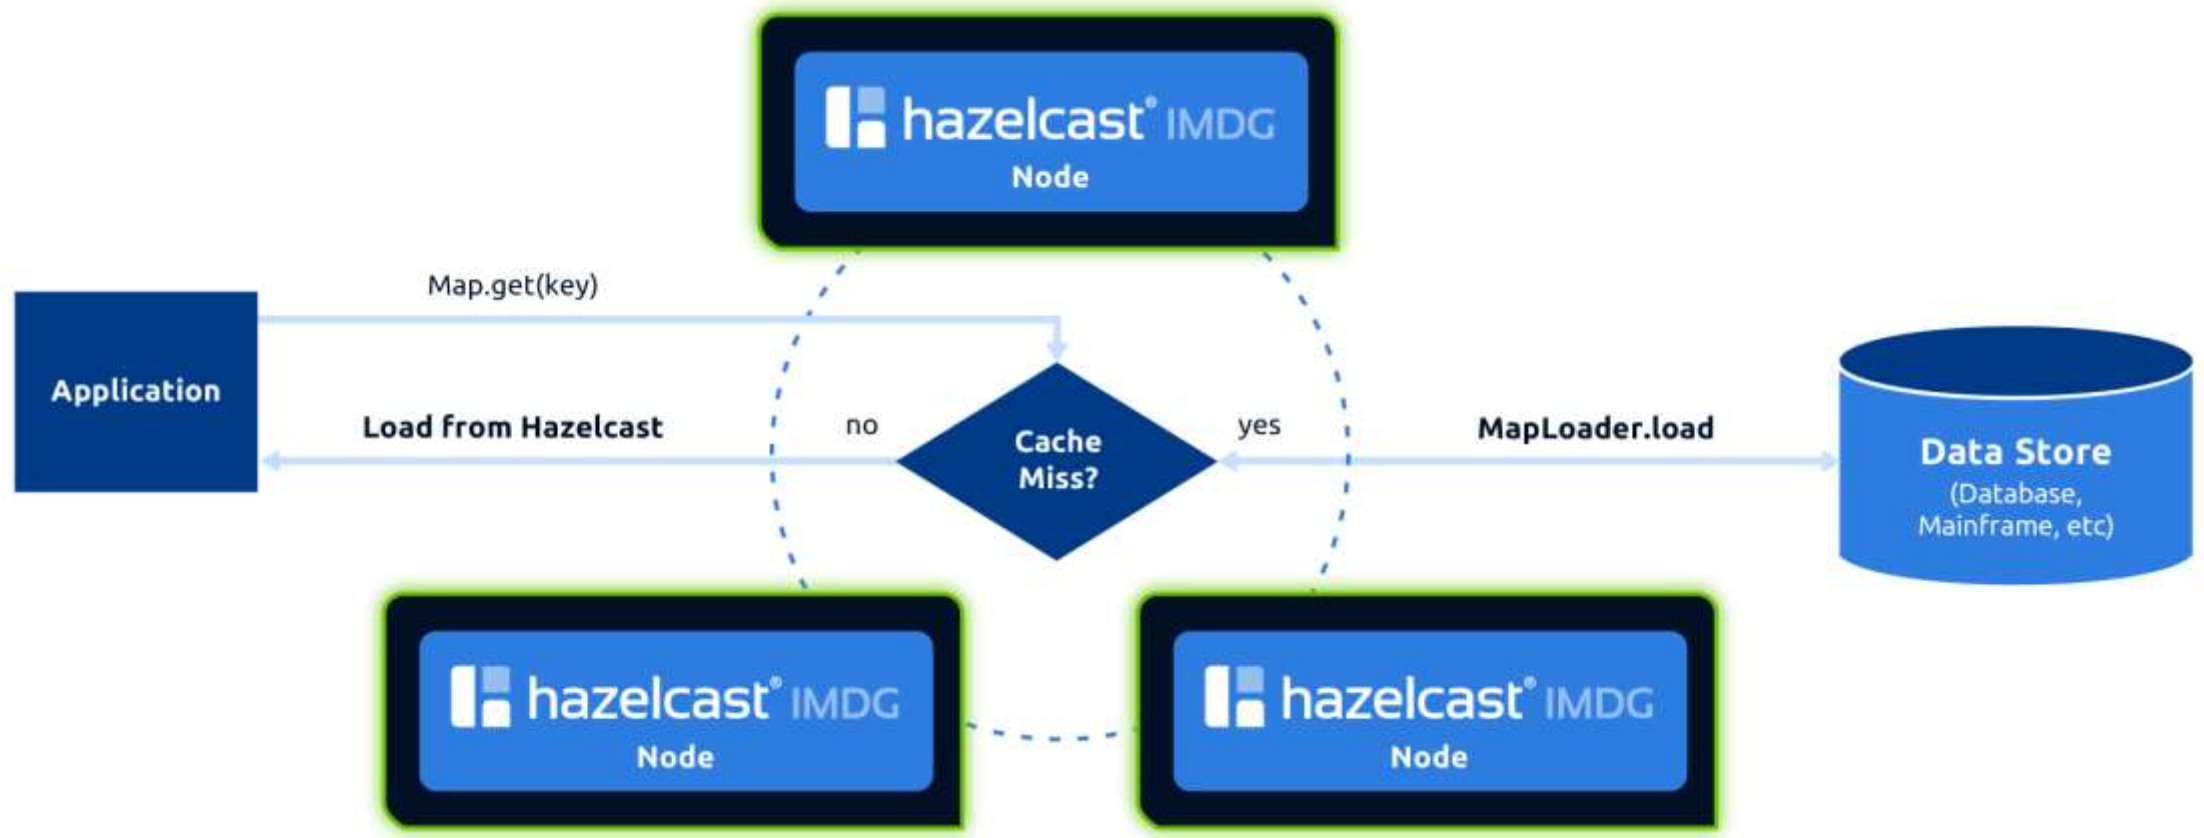 hazelcast® IMDG
Node
Map.get(key)
Application
Load from Hazelcast
no
Cache
Miss?
yes
MapLoader.load
Data Store
(Database,
Mainframe, etc)
hazelcast® IMDG
Node
hazelcast® IMDG
Node